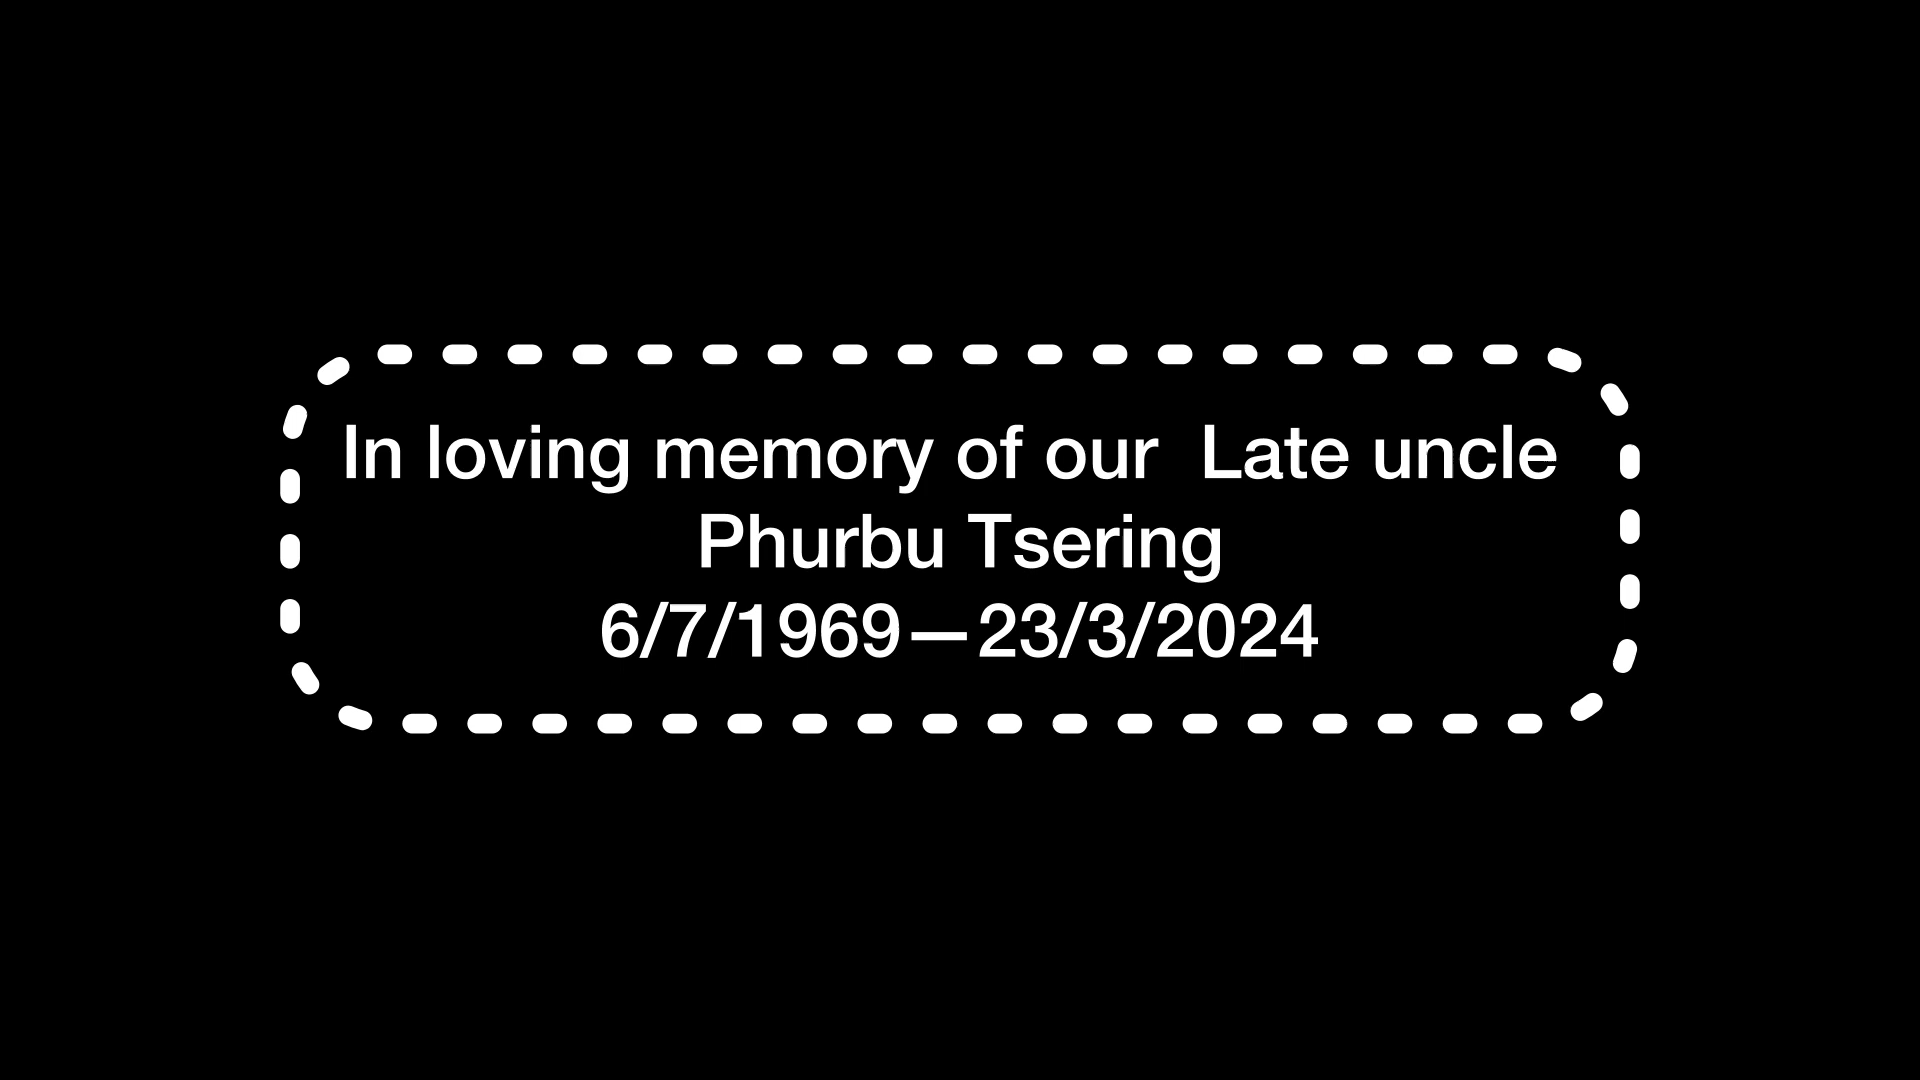 In loving memory of our  Late uncle
Phurbu Tsering
6/7/1969—23/3/2024